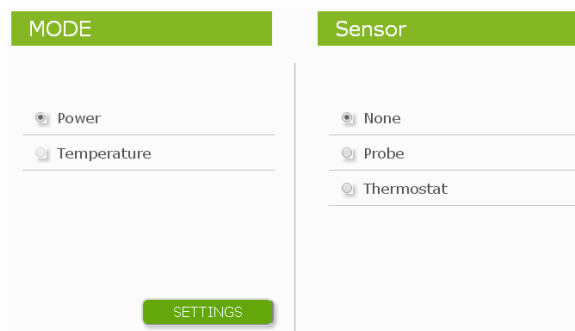 MODE
Power
Temperature
SETTINGS
Sensor
None
Probe
Thermostat